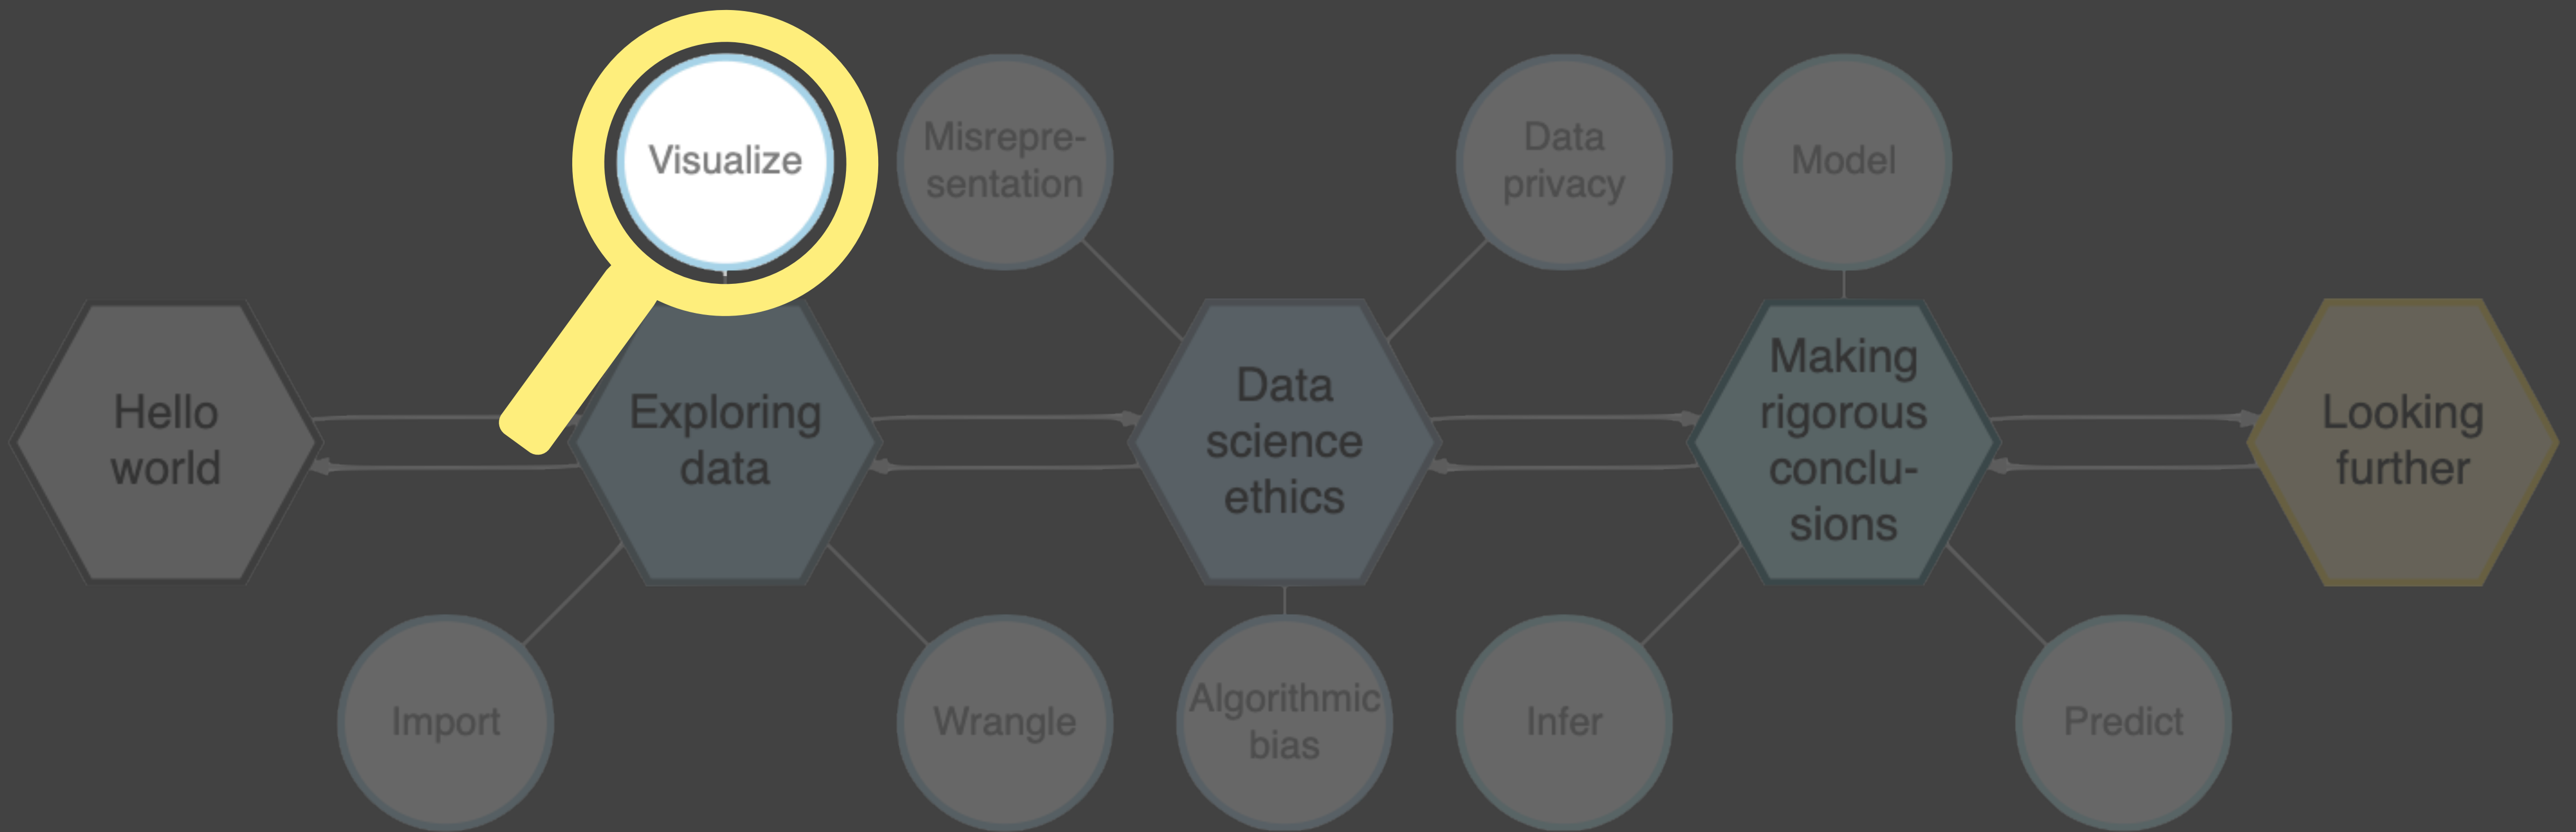 Visualize
Misrepre-
sentation
Data
privacy
Model
Hello
world
Exploring
data
Data
science
ethics
Making
rigorous
conclu-
sions
Looking
further
Import
Wrangle
Algorithmic
bias
Infer
Predict